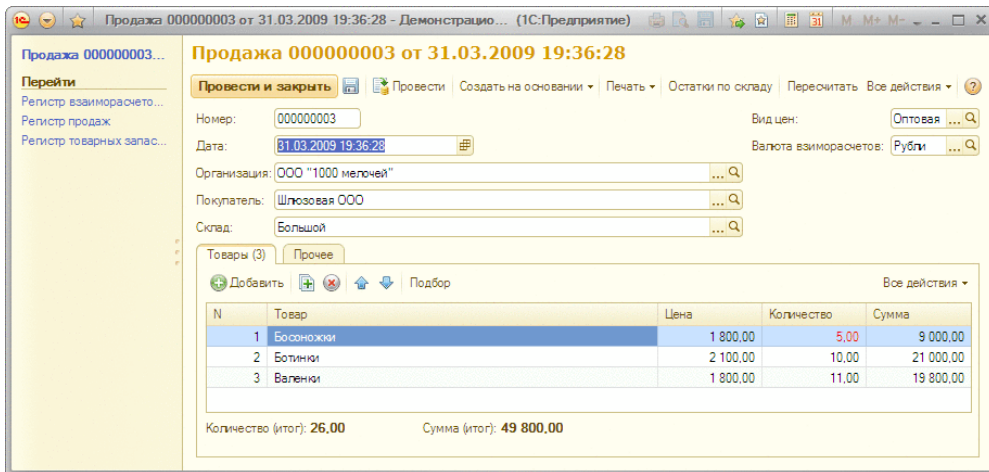 Продажа 000000003 от 31.03.2009 19:36:28 - Демонстрацио... (1С:Предприятие) M M+ M-
Продажа 000000003...
Перейти
Регистр взаиморасчето...
Регистр продаж
Регистр товарных запас...
Продажа 000000003 от 31.03.2009 19:36:28
Провести и закрыть Провести Создать на основании Печать Остатки по складу Пересчитать Все действия
Номер: 000000003 Вид цен: Оптовая ...
Дата: 31.03.2009 19:36:28 Валюта взиморасчетов: Рубли ...
Организация: ООО "1000 мелочей" ...
Покупатель: Шлюзовая ООО ...
Склад: Большой ...
Товары (3) Прочее
Добавить Подбор Все действия
N Товар Цена Количество Сумма
1 Босоножки 1 800,00 5,00 9 000,00
2 Ботинки 2 100,00 10,00 21 000,00
3 Валенки 1 800,00 11,00 19 800,00
Количество (итог): 26,00 Сумма (итог): 49 800,00